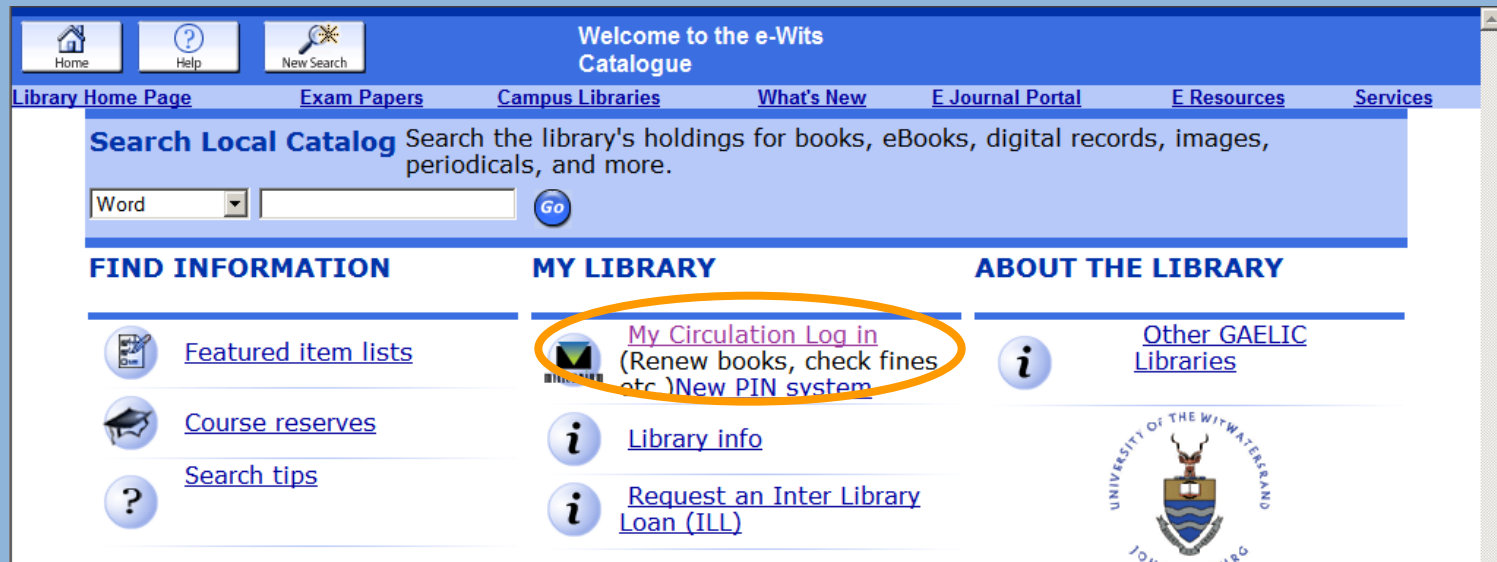 Welcome to the e-Wits
Catalogue
Home
Help
New Search
Library Home Page
Exam Papers
Campus Libraries
What's New
E Journal Portal
E Resources
Services
Search Local Catalog
Search the library's holdings for books, eBooks, digital records, images,
periodicals, and more.
Word
Go
FIND INFORMATION
Featured item lists
Course reserves
Search tips
MY LIBRARY
My Circulation Log in
(Renew books, check fines
etc.)New PIN system
Library info
Request an Inter Library
Loan (ILL)
ABOUT THE LIBRARY
Other GAELIC
Libraries
UNIVERSITY OF THE WITWATERSRAND